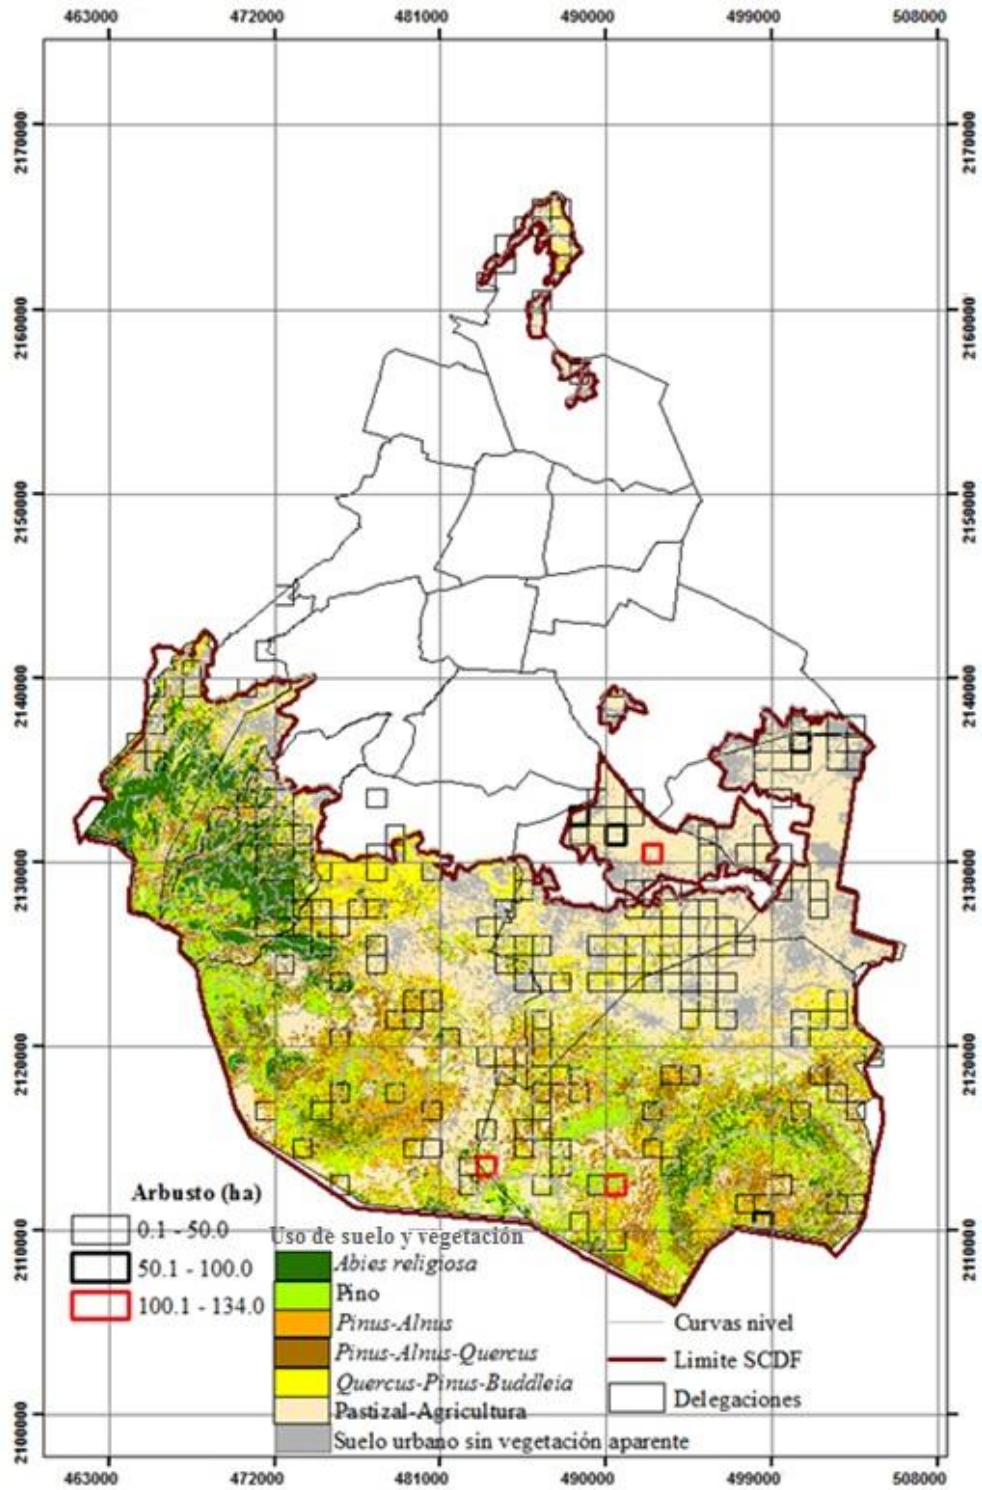 463000 472000 481000 490000 499000 508000
2170000 2170000
2160000 2160000
2150000 2150000
2140000 2140000
2130000 2130000
2120000 2120000
2110000 2110000
2100000
Arbusto (ha)
0.1 - 50.0
50.1 - 100.0
100.1 - 134.0
Uso de suelo y vegetación
Abies religiosa
Pino
Pinus-Alnus
Pinus-Alnus-Quercus
Quercus-Pinus-Buddleia
Pastizal-Agricultura
Suelo urbano sin vegetación aparente
Curvas nivel
Limite SCDF
Delegaciones
463000 472000 481000 490000 499000 508000